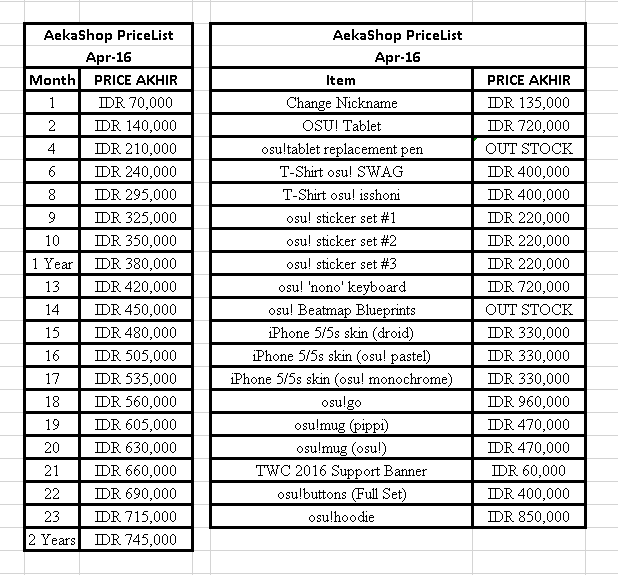 AekaShop PriceList
Apr-16
Month PRICE AKHIR
1 IDR 70,000
2 IDR 140,000
4 IDR 210,000
6 IDR 240,000
8 IDR 295,000
9 IDR 325,000
10 IDR 350,000
1 Year IDR 380,000
13 IDR 420,000
14 IDR 450,000
15 IDR 480,000
16 IDR 505,000
17 IDR 535,000
18 IDR 560,000
19 IDR 605,000
20 IDR 630,000
21 IDR 660,000
22 IDR 690,000
23 IDR 715,000
2 Years IDR 745,000
AekaShop PriceList
Apr-16
Item PRICE AKHIR
Change Nickname IDR 135,000
OSU! Tablet IDR 720,000
osu!tablet replacement pen OUT STOCK
T-Shirt osu! SWAG IDR 400,000
T-Shirt osu! isshoni IDR 400,000
osu! sticker set #1 IDR 220,000
osu! sticker set #2 IDR 220,000
osu! sticker set #3 IDR 220,000
osu! 'nono' keyboard IDR 720,000
osu! Beatmap Blueprints OUT STOCK
iPhone 5/5s skin (droid) IDR 330,000
iPhone 5/5s skin (osu! pastel) IDR 330,000
iPhone 5/5s skin (osu! monochrome) IDR 330,000
osu!go IDR 960,000
osu!mug (pippi) IDR 470,000
osu!mug (osu!) IDR 470,000
TWC 2016 Support Banner IDR 60,000
osu!buttons (Full Set) IDR 400,000
osu!hoodie IDR 850,000